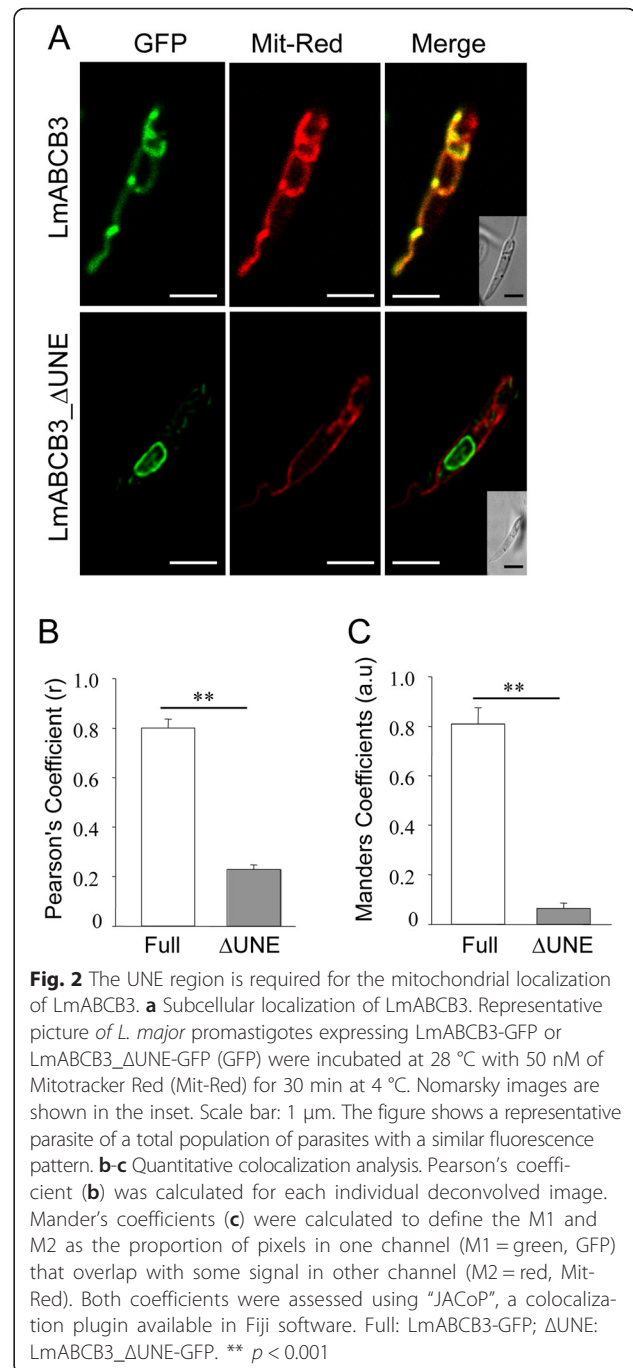 A
GFP Mit-Red Merge
LmABCB3
LmABCB3_ΔUNE
B
Pearson's Coefficient (r)
1.0
0.8
0.6
0.4
0.2
0
**
Full ΔUNE
C
Manders Coefficients (a.u)
1.0
0.8
0.6
0.4
0.2
0
**
Full ΔUNE
Fig. 2 The UNE region is required for the mitochondrial localization
of LmABCB3. a Subcellular localization of LmABCB3. Representative
picture of L. major promastigotes expressing LmABCB3-GFP or
LmABCB3_ΔUNE-GFP (GFP) were incubated at 28 °C with 50 nM of
Mitotracker Red (Mit-Red) for 30 min at 4 °C. Nomarsky images are
shown in the inset. Scale bar: 1 μm. The figure shows a representative
parasite of a total population of parasites with a similar fluorescence
pattern. b-c Quantitative colocalization analysis. Pearson's coeffi-
cient (b) was calculated for each individual deconvolved image.
Mander's coefficients (c) were calculated to define the M1 and
M2 as the proportion of pixels in one channel (M1 = green, GFP)
that overlap with some signal in other channel (M2 = red, Mit-
Red). Both coefficients were assessed using "JACoP", a colocaliza-
tion plugin available in Fiji software. Full: LmABCB3-GFP; ΔUNE:
LmABCB3_ΔUNE-GFP. ** p < 0.001